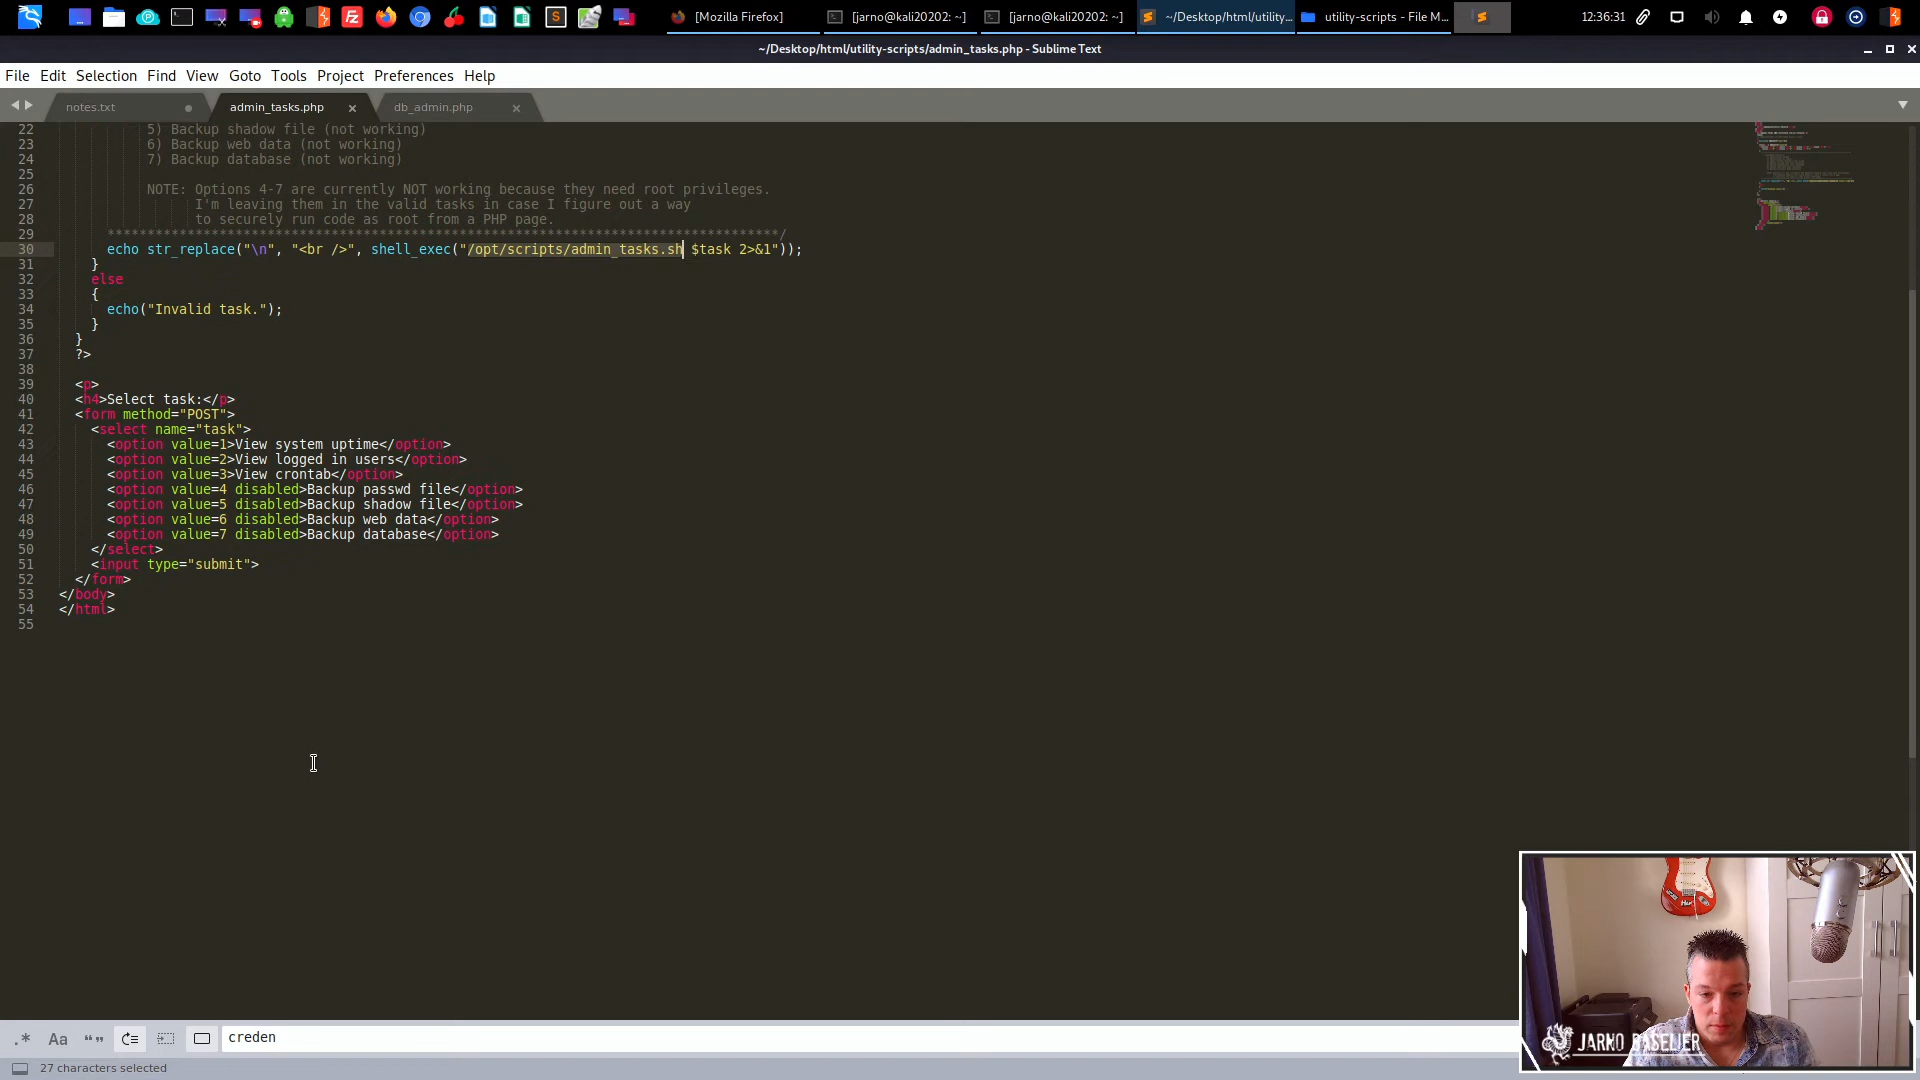 [Mozilla Firefox]
[jarno@kali20202: ~]
[jarno@kali20202: ~]
~/Desktop/html/utility...
utility-scripts - File M...
12:36:31
~/Desktop/html/utility-scripts/admin_tasks.php - Sublime Text
File Edit Selection Find View Goto Tools Project Preferences Help
notes.txt
admin_tasks.php
db_admin.php
22 5) Backup shadow file (not working)
23 6) Backup web data (not working)
24 7) Backup database (not working)
25
26 NOTE: Options 4-7 are currently NOT working because they need root privileges.
27 I'm leaving them in the valid tasks in case I figure out a way
28 to securely run code as root from a PHP page.
29 ************************************************************************************/
30 echo str_replace("\n", "<br />", shell_exec("/opt/scripts/admin_tasks.sh $task 2>&1"));
31 }
32 else
33 {
34 echo("Invalid task.");
35 }
36 }
37 ?>
38
39 <p>
40 <h4>Select task:</p>
41 <form method="POST">
42 <select name="task">
43 <option value=1>View system uptime</option>
44 <option value=2>View logged in users</option>
45 <option value=3>View crontab</option>
46 <option value=4 disabled>Backup passwd file</option>
47 <option value=5 disabled>Backup shadow file</option>
48 <option value=6 disabled>Backup web data</option>
49 <option value=7 disabled>Backup database</option>
50 </select>
51 <input type="submit">
52 </form>
53 </body>
54 </html>
55
.* Aa “”
creden
27 characters selected
JARNO BASELIER